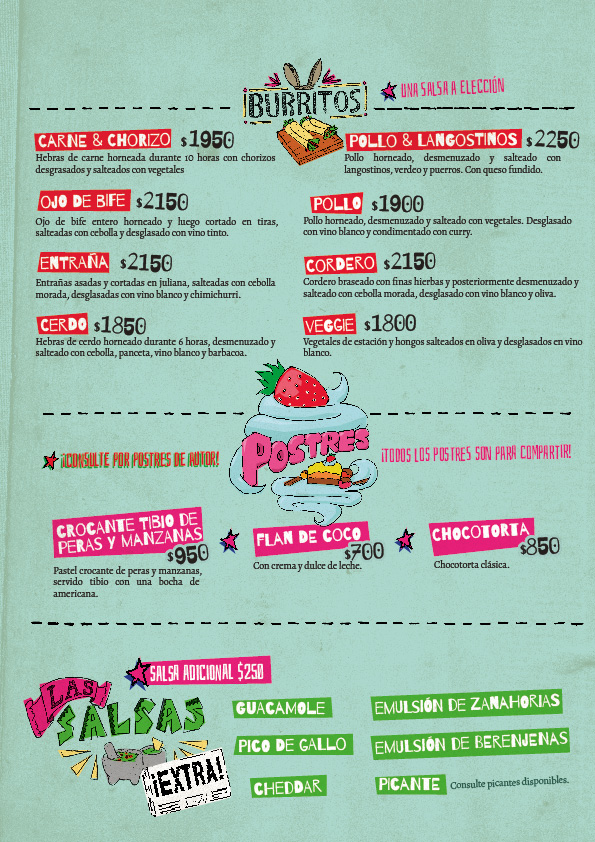 BURRITOS
UNA SALSA A ELECCIÓN
CARNE & CHORIZO $1950
Hebras de carne horneada durante 10 horas con chorizos
desgrasados y salteados con vegetales
POLLO & LANGOSTINOS $2250
Pollo horneado, desmenuzado y salteado con
langostinos, verdeo y puerros. Con queso fundido.
OJO DE BIFE $2150
Ojo de bife entero horneado y luego cortado en tiras,
salteadas con cebolla y desglasado con vino tinto.
POLLO $1900
Pollo horneado, desmenuzado y salteado con vegetales. Desglasado
con vino blanco y condimentado con curry.
ENTRAÑA $2150
Entrañas asadas y cortadas en juliana, salteadas con cebolla
morada, desglasadas con vino blanco y chimichurri.
CORDERO $2150
Cordero braseado con finas hierbas y posteriormente desmenuzado y
salteado con cebolla morada, desglasado con vino blanco y oliva.
CERDO $1850
Hebras de cerdo horneado durante 6 horas, desmenuzado y
salteado con cebolla, panceta, vino blanco y barbacoa.
VEGGIE $1800
Vegetales de estación y hongos salteados en oliva y desglasados en vino
blanco.
POSTRES
¡CONSULTE POR POSTRES DE AUTOR!
¡TODOS LOS POSTRES SON PARA COMPARTIR!
CROCANTE TIBIO DE
PERAS Y MANZANAS
$950
Pastel crocante de peras y manzanas,
servido tibio con una bocha de
americana.
FLAN DE COCO
$700
Con crema y dulce de leche.
CHOCOTORTA
$850
Chocotorta clásica.
LAS
SALSAS
¡EXTRA!
SALSA ADICIONAL $250
GUACAMOLE
PICO DE GALLO
CHEDDAR
EMULSIÓN DE ZANAHORIAS
EMULSIÓN DE BERENJENAS
PICANTE Consulte picantes disponibles.